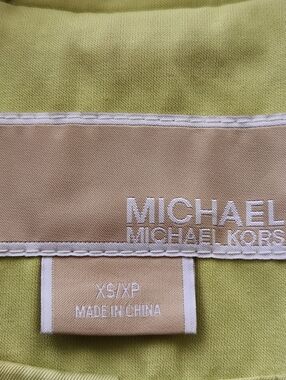 MICHAEL
MICHAEL KORS
XS/XP
MADE IN CHINA